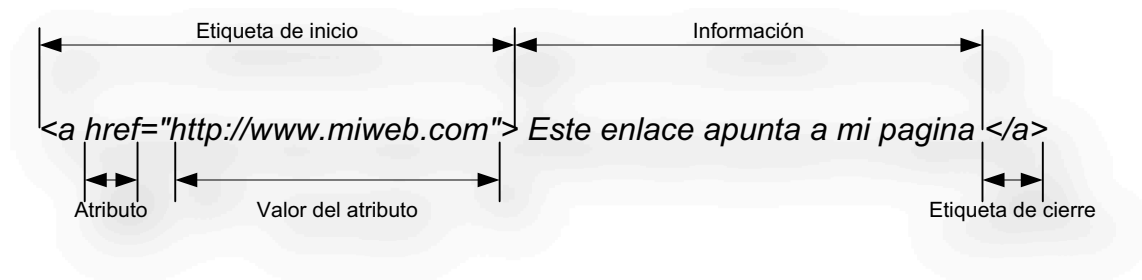 Etiqueta de inicio Información
<a href="http://www.miweb.com"> Este enlace apunta a mi pagina </a>
Atributo Valor del atributo Etiqueta de cierre